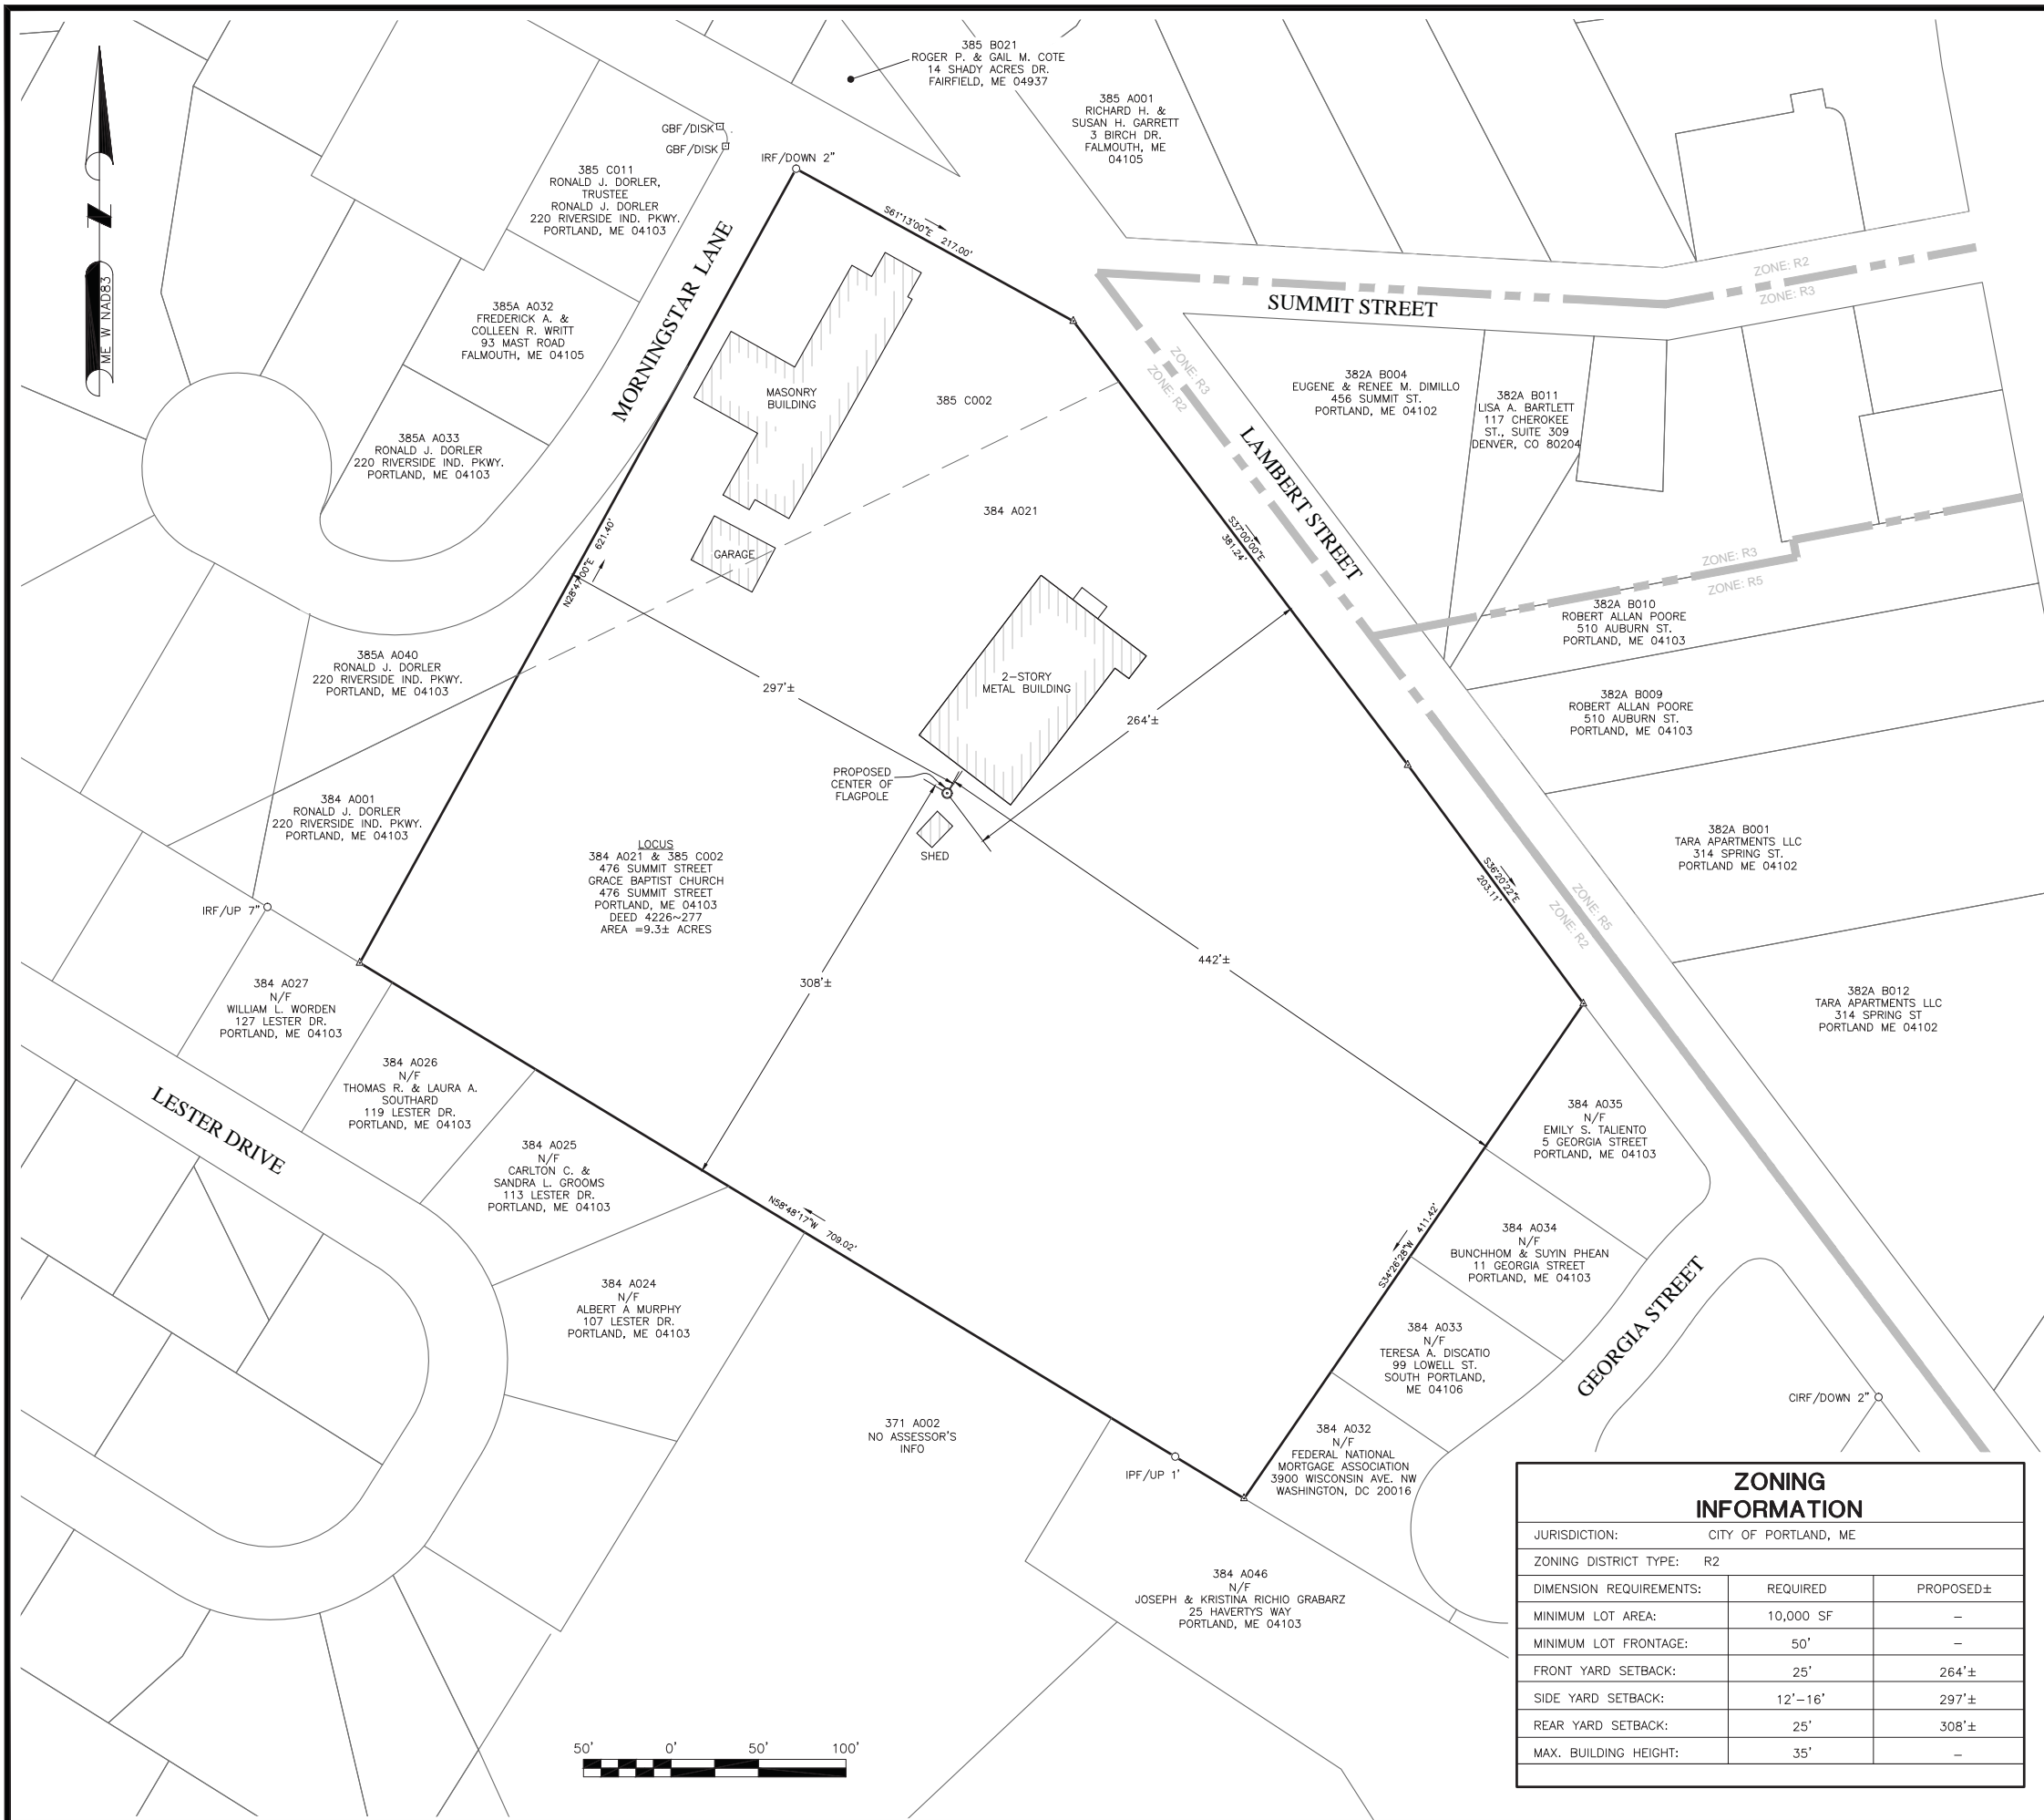 385 B021
ROGER P. & GAIL M. COTE
14 SHADY ACRES DR.
FAIRFIELD, ME 04937
385 A001
RICHARD H. &
SUSAN H. GARRETT
3 BIRCH DR.
FALMOUTH, ME
04105
GBF/DISK
GBF/DISK
IRF/DOWN 2"
385 C011
RONALD J. DORLER,
TRUSTEE
RONALD J. DORLER
220 RIVERSIDE IND. PKWY.
PORTLAND, ME 04103
N
ME W NAD83
S61°13'00"E 217.00'
MORNINGSTAR LANE
385A A032
FREDERICK A. &
COLLEEN R. WRITT
93 MAST ROAD
FALMOUTH, ME 04105
ZONE: R2
ZONE: R3
SUMMIT STREET
ZONE: R3
ZONE: R2
382A B004
EUGENE & RENEE M. DIMILLO
456 SUMMIT ST.
PORTLAND, ME 04102
382A B011
LISA A. BARTLETT
117 CHEROKEE
ST., SUITE 309
DENVER, CO 80204
MASONRY
BUILDING
385 C002
385A A033
RONALD J. DORLER
220 RIVERSIDE IND. PKWY.
PORTLAND, ME 04103
LAMBERT STREET
384 A021
S37°00'00"E
381.24'
GARAGE
N28°47'00"E 621.40'
ZONE: R3
ZONE: R5
382A B010
ROBERT ALLAN POORE
510 AUBURN ST.
PORTLAND, ME 04103
385A A040
RONALD J. DORLER
220 RIVERSIDE IND. PKWY.
PORTLAND, ME 04103
297'±
2-STORY
METAL BUILDING
264'±
382A B009
ROBERT ALLAN POORE
510 AUBURN ST.
PORTLAND, ME 04103
PROPOSED
CENTER OF
FLAGPOLE
384 A001
RONALD J. DORLER
220 RIVERSIDE IND. PKWY.
PORTLAND, ME 04103
SHED
382A B001
TARA APARTMENTS LLC
314 SPRING ST.
PORTLAND ME 04102
LOCUS
384 A021 & 385 C002
476 SUMMIT STREET
GRACE BAPTIST CHURCH
476 SUMMIT STREET
PORTLAND, ME 04103
DEED 4226~277
AREA =9.3± ACRES
S36°20'22"E
203.11'
ZONE: R5
ZONE: R2
IRF/UP 7"
442'±
308'±
384 A027
N/F
WILLIAM L. WORDEN
127 LESTER DR.
PORTLAND, ME 04103
382A B012
TARA APARTMENTS LLC
314 SPRING ST
PORTLAND ME 04102
384 A026
N/F
THOMAS R. & LAURA A.
SOUTHARD
119 LESTER DR.
PORTLAND, ME 04103
LESTER DRIVE
384 A035
N/F
EMILY S. TALIENTO
5 GEORGIA STREET
PORTLAND, ME 04103
384 A025
N/F
CARLTON C. &
SANDRA L. GROOMS
113 LESTER DR.
PORTLAND, ME 04103
N58°48'17"W 709.02'
S34°26'28"W 411.42'
384 A034
N/F
BUNCHHOM & SUYIN PHEAN
11 GEORGIA STREET
PORTLAND, ME 04103
384 A024
N/F
ALBERT A MURPHY
107 LESTER DR.
PORTLAND, ME 04103
GEORGIA STREET
384 A033
N/F
TERESA A. DISCATIO
99 LOWELL ST.
SOUTH PORTLAND,
ME 04106
CIRF/DOWN 2"
371 A002
NO ASSESSOR'S
INFO
384 A032
N/F
FEDERAL NATIONAL
MORTGAGE ASSOCIATION
3900 WISCONSIN AVE. NW
WASHINGTON, DC 20016
IPF/UP 1'
384 A046
N/F
JOSEPH & KRISTINA RICHIO GRABARZ
25 HAVERTYS WAY
PORTLAND, ME 04103
50' 0' 50' 100'
ZONING
INFORMATION
JURISDICTION: CITY OF PORTLAND, ME
ZONING DISTRICT TYPE: R2
DIMENSION REQUIREMENTS: REQUIRED PROPOSED±
MINIMUM LOT AREA: 10,000 SF –
MINIMUM LOT FRONTAGE: 50' –
FRONT YARD SETBACK: 25' 264'±
SIDE YARD SETBACK: 12'–16' 297'±
REAR YARD SETBACK: 25' 308'±
MAX. BUILDING HEIGHT: 35' –